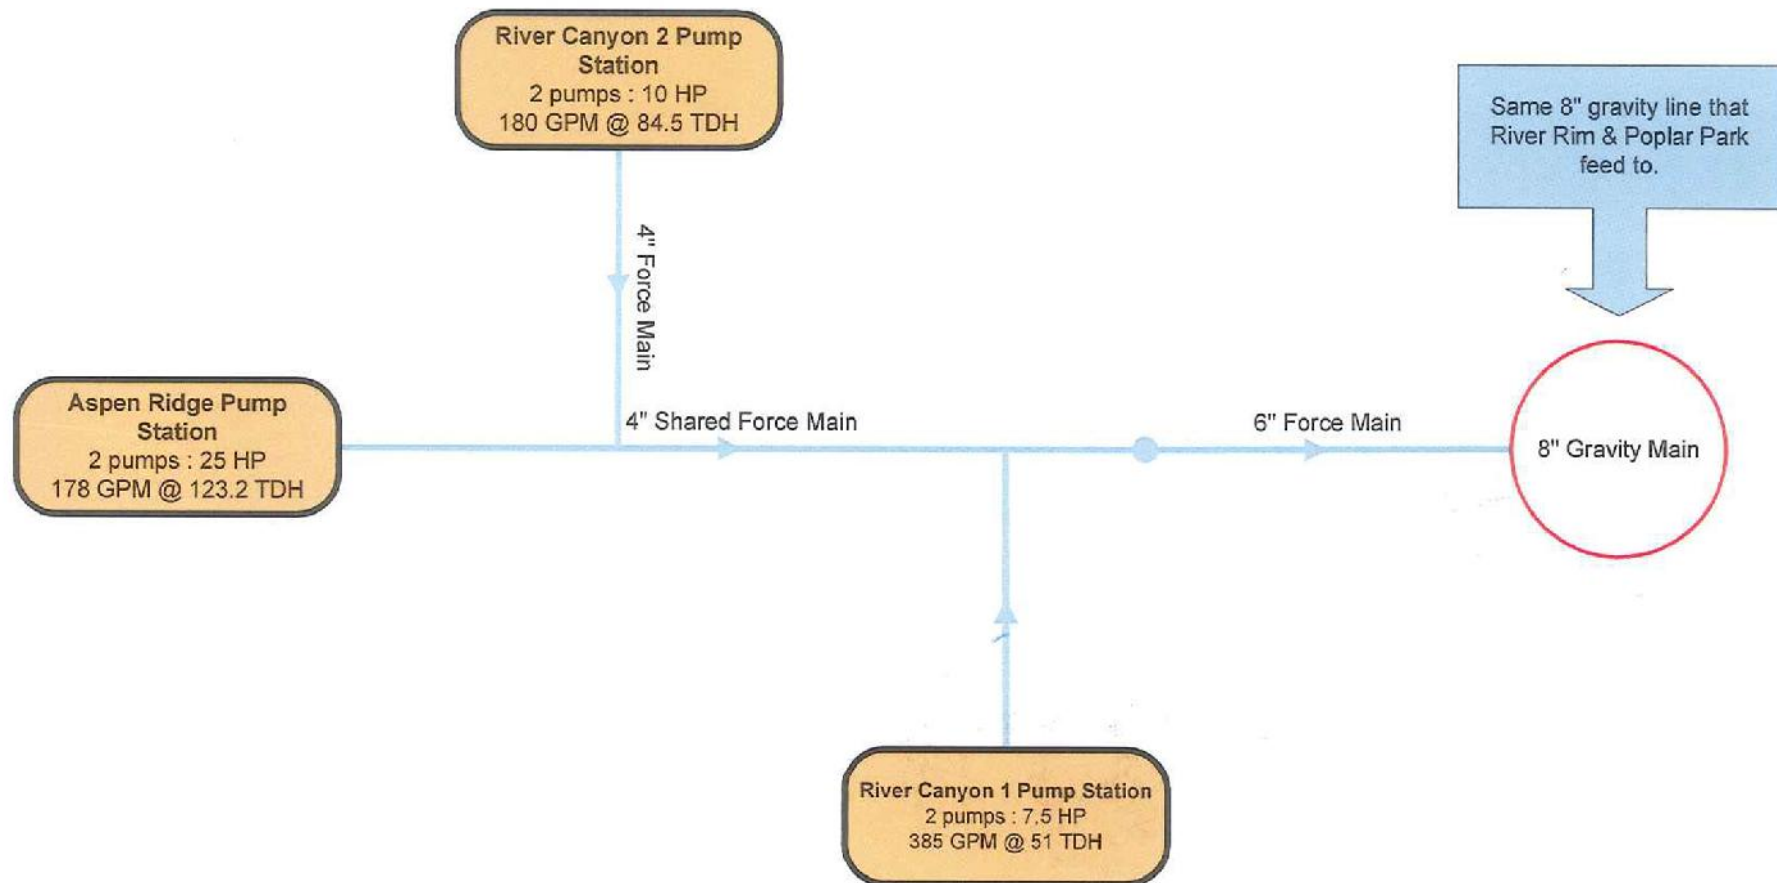 River Canyon 2 Pump
Station
2 pumps : 10 HP
180 GPM @ 84.5 TDH
Same 8" gravity line that
River Rim & Poplar Park
feed to.
4" Force Main
Aspen Ridge Pump
Station
2 pumps : 25 HP
178 GPM @ 123.2 TDH
4" Shared Force Main
6" Force Main
8" Gravity Main
River Canyon 1 Pump Station
2 pumps : 7.5 HP
385 GPM @ 51 TDH